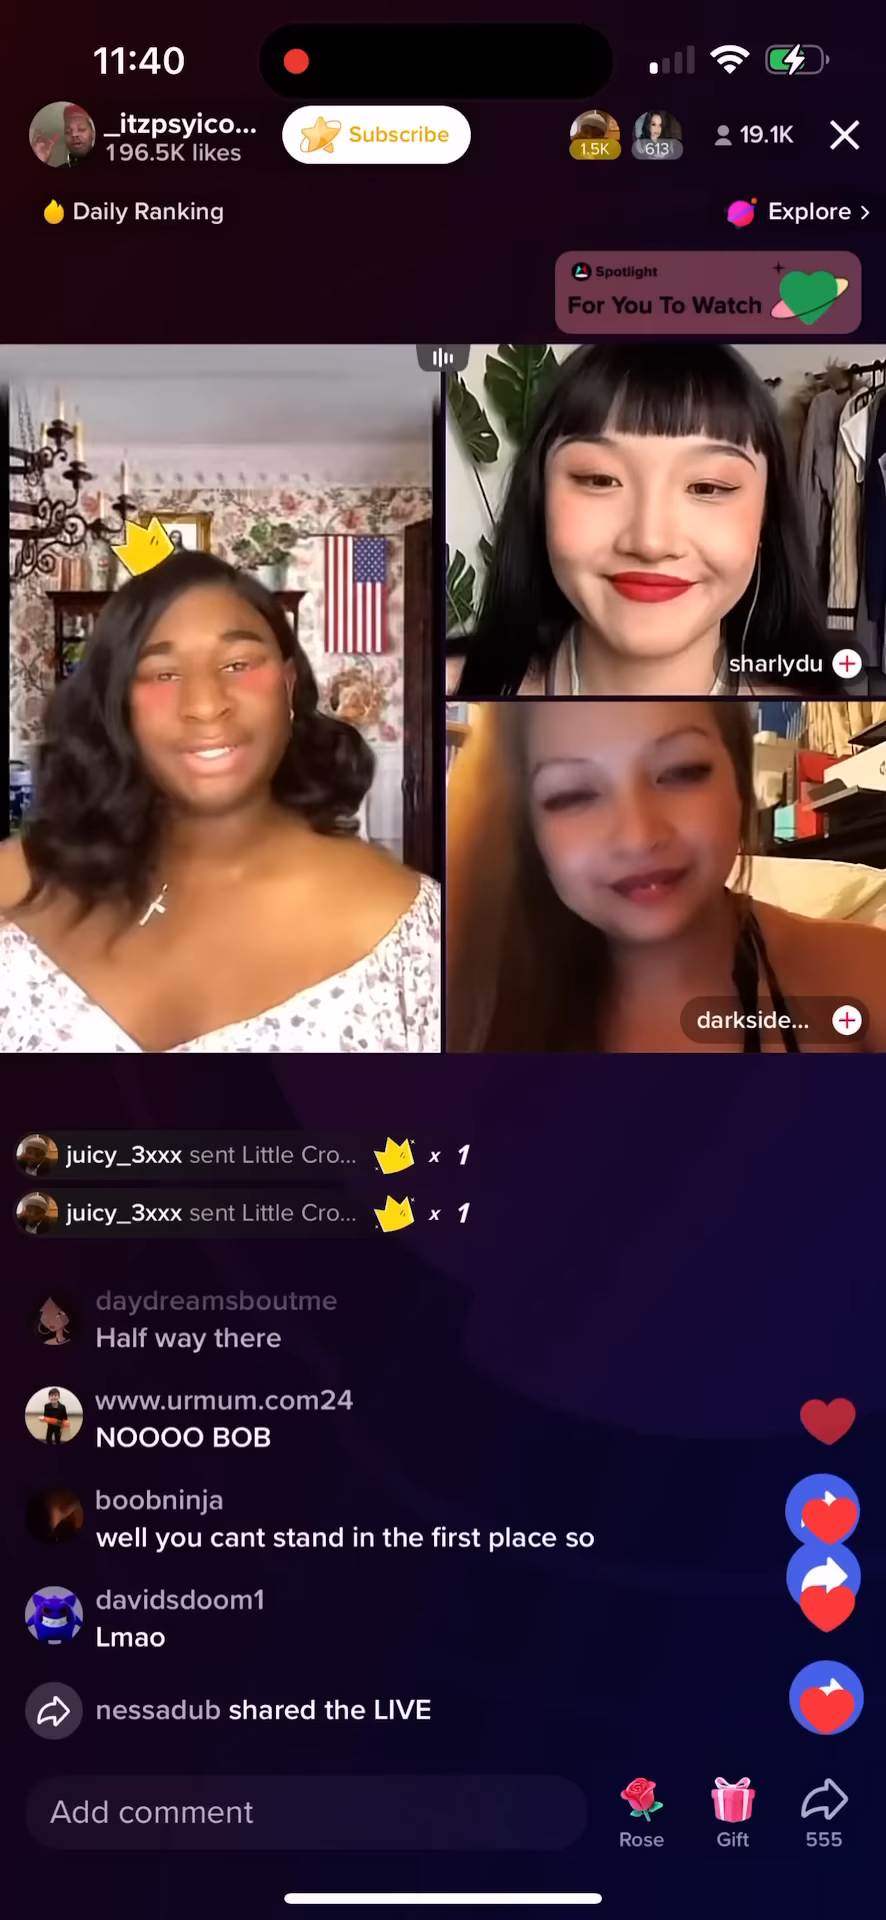 11:40
_itzpsyico...
196.5K likes
Subscribe
1.5K
613
19.1K
Daily Ranking
Explore >
Spotlight
For You To Watch
sharlydu
darkside...
juicy_3xxx sent Little Cro... x 1
juicy_3xxx sent Little Cro... x 1
daydreamsboutme
Half way there
www.urmum.com24
NOOOO BOB
boobninja
well you cant stand in the first place so
davidsdoom1
Lmao
nessadub shared the LIVE
Add comment
Rose
Gift
555